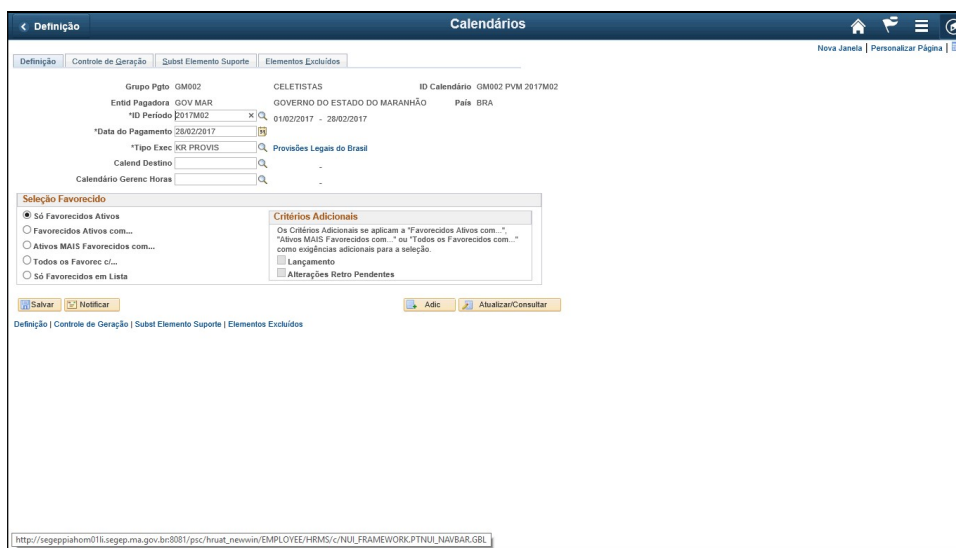 Definição
Calendários
Nova Janela | Personalizar Página |
Definição Controle de Geração Subst Elemento Suporte Elementos Excluídos
Grupo Pgto GM002 CELETISTAS ID Calendário GM002 PVM 2017M02
Entid Pagadora GOV MAR GOVERNO DO ESTADO DO MARANHÃO País BRA
*ID Período 2017M02 01/02/2017 - 28/02/2017
*Data do Pagamento 28/02/2017
*Tipo Exec KR PROVIS Provisões Legais do Brasil
Calend Destino -
Calendário Gerenc Horas -
Seleção Favorecido
Só Favorecidos Ativos
Favorecidos Ativos com...
Ativos MAIS Favorecidos com...
Todos os Favorec c/...
Só Favorecidos em Lista
Critérios Adicionais
Os Critérios Adicionais se aplicam a "Favorecidos Ativos com...",
"Ativos MAIS Favorecidos com..." ou "Todos os Favorecidos com..."
como exigências adicionais para a seleção.
Lançamento
Alterações Retro Pendentes
Salvar Notificar Adic Atualizar/Consultar
Definição | Controle de Geração | Subst Elemento Suporte | Elementos Excluídos
http://segeppiahom01li.segep.ma.gov.br:8081/psc/hruat_newwin/EMPLOYEE/HRMS/c/NUI_FRAMEWORK.PTNUI_NAVBAR.GBL